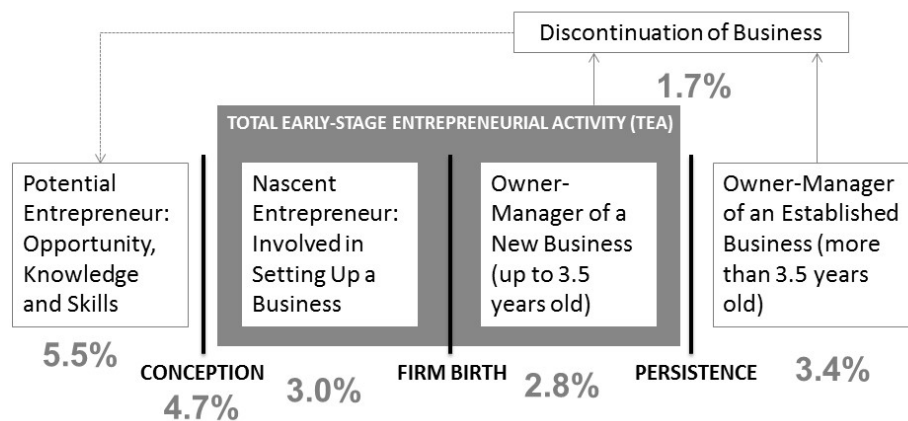 Discontinuation of Business
1.7%
TOTAL EARLY-STAGE ENTREPRENEURIAL ACTIVITY (TEA)
Potential
Entrepreneur:
Opportunity,
Knowledge
and Skills
Nascent
Entrepreneur:
Involved in
Setting Up a
Business
Owner-
Manager of a
New Business
(up to 3.5
years old)
Owner-Manager
of an Established
Business (more
than 3.5 years
old)
5.5%
CONCEPTION
4.7%
3.0%
FIRM BIRTH
2.8%
PERSISTENCE
3.4%